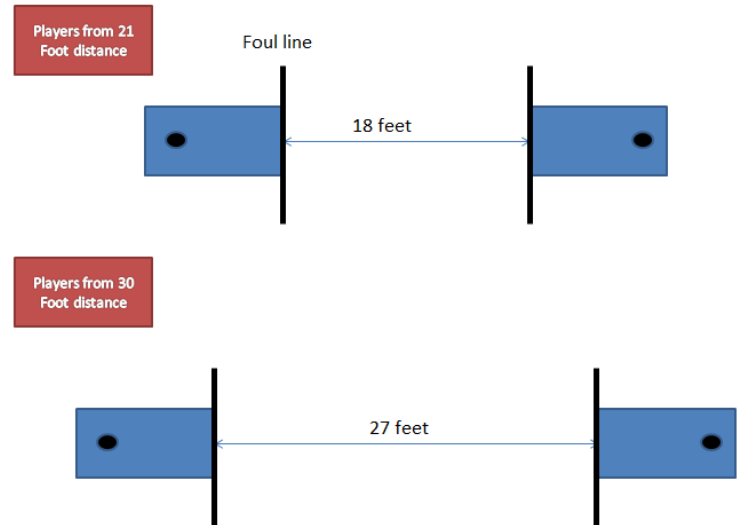 Players from 21
Foot distance
Foul line
18 feet
Players from 30
Foot distance
27 feet